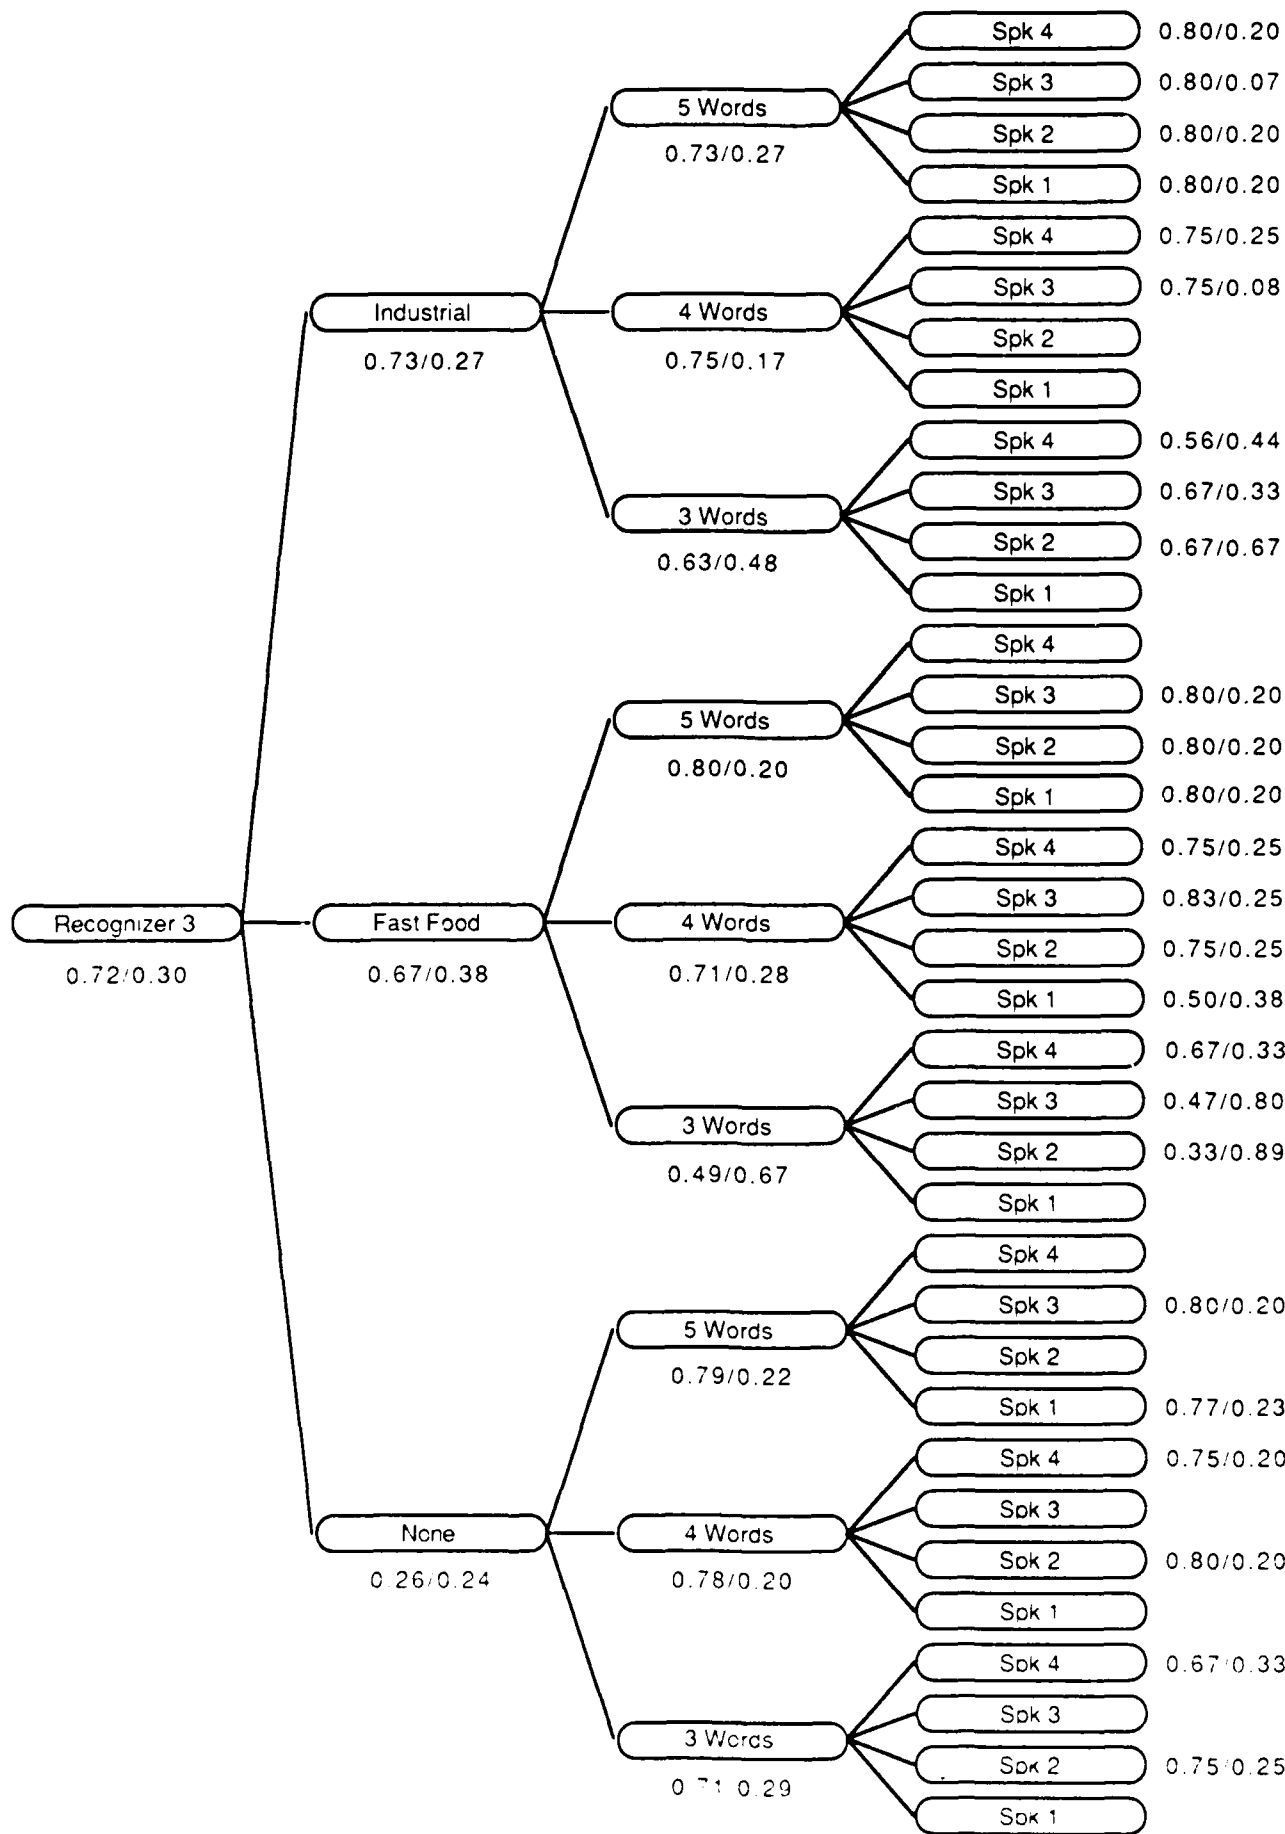 Spk 4 0.80/0.20
Spk 3 0.80/0.07
5 Words
Spk 2 0.80/0.20
0.73/0.27
Spk 1 0.80/0.20
Spk 4 0.75/0.25
Spk 3 0.75/0.08
Industrial
4 Words
Spk 2
0.73/0.27
0.75/0.17
Spk 1
Spk 4 0.56/0.44
Spk 3 0.67/0.33
3 Words
Spk 2 0.67/0.67
0.63/0.48
Spk 1
Spk 4
Spk 3 0.80/0.20
5 Words
Spk 2 0.80/0.20
0.80/0.20
Spk 1 0.80/0.20
Spk 4 0.75/0.25
Spk 3 0.83/0.25
Recognizer 3
Fast Food
4 Words
Spk 2 0.75/0.25
0.72/0.30
0.67/0.38
0.71/0.28
Spk 1 0.50/0.38
Spk 4 0.67/0.33
Spk 3 0.47/0.80
3 Words
Spk 2 0.33/0.89
0.49/0.67
Spk 1
Spk 4
Spk 3 0.80/0.20
5 Words
Spk 2
0.79/0.22
Spk 1 0.77/0.23
Spk 4 0.75/0.20
Spk 3
None
4 Words
Spk 2 0.80/0.20
0.26/0.24
0.78/0.20
Spk 1
Spk 4 0.67/0.33
Spk 3
3 Words
Spk 2 0.75/0.25
0.71/0.29
Spk 1